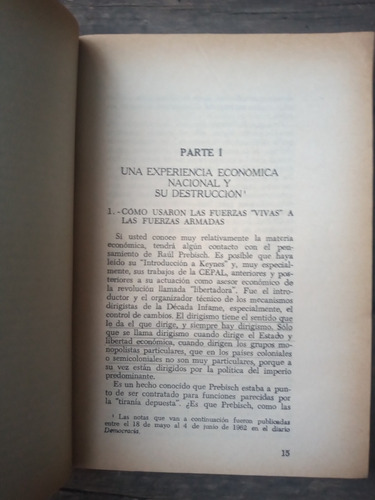 PARTE I
UNA EXPERIENCIA ECONÓMICA
NACIONAL Y
SU DESTRUCCIÓN ¹
1. - CÓMO USARON LAS FUERZAS "VIVAS" A
LAS FUERZAS ARMADAS
Si usted conoce muy relativamente la materia
económica, tendrá algún contacto con el pen-
samiento de Raúl Prebisch. Es posible que haya
leído su "Introducción a Keynes" y, muy especial-
mente, sus trabajos de la CEPAL, anteriores y pos-
teriores a su actuación como asesor económico de
la revolución llamada "libertadora". Fue el intro-
ductor y el organizador técnico de los mecanismos
dirigistas de la Década Infame, especialmente, el
control de cambios. El dirigismo tiene el sentido que
le da el que dirige, y siempre hay dirigismo. Sólo
que se llama dirigismo cuando dirige el Estado y
libertad económica, cuando dirigen los grupos mo-
nopolistas particulares, que en los países coloniales
o semicoloniales no son muy particulares, porque a
su vez están dirigidos por la política del imperio
predominante.
Es un hecho conocido que Prebisch estaba a pun-
to de ser contratado para funciones parecidas por
la "tiranía depuesta". ¿Es que Prebisch, como las
¹ Las notas que van a continuación fueron publicadas
entre el 18 de mayo al 4 de junio de 1962 en el diario
Democracia.
15